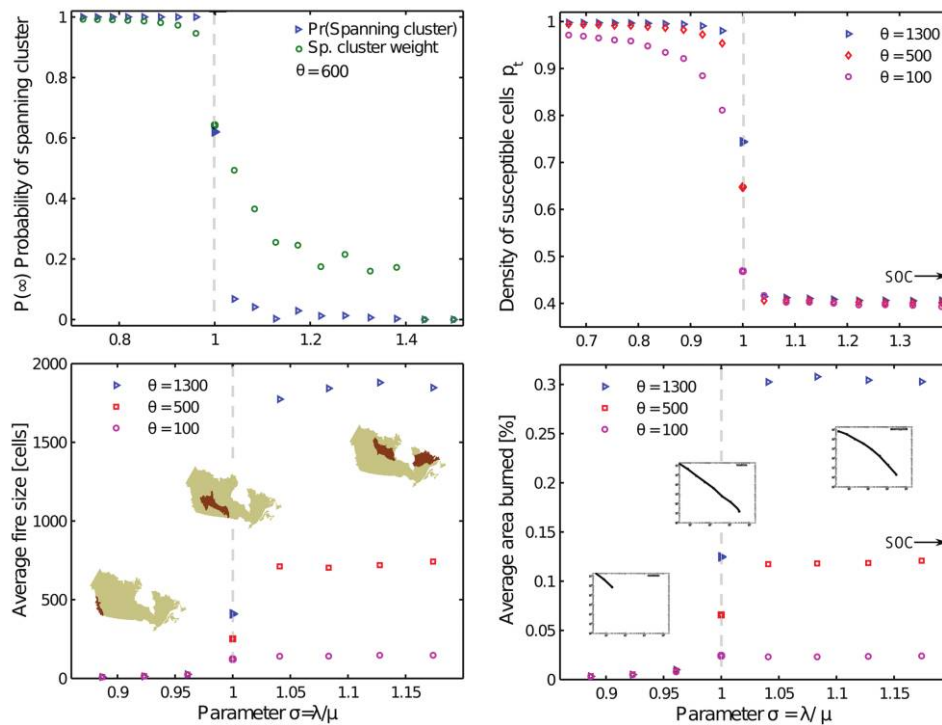 P(∞) Probability of spanning cluster
1
0.8
0.6
0.4
0.2
0
Pr(Spanning cluster)
Sp. cluster weight
θ=600
0.8
1
1.2
1.4
Density of susceptible cells p_t
1
0.9
0.8
0.7
0.6
0.5
0.4
θ=1300
θ=500
θ=100
SOC
0.7
0.8
0.9
1
1.1
1.2
1.3
Average fire size [cells]
2000
1500
1000
500
0
θ=1300
θ=500
θ=100
0.9
0.95
1
1.05
1.1
1.15
Parameter σ=λ/μ
Average area burned [%]
0.3
0.25
0.2
0.15
0.1
0.05
0
θ=1300
θ=500
θ=100
SOC
0.9
0.95
1
1.05
1.1
1.15
Parameter σ=λ/μ